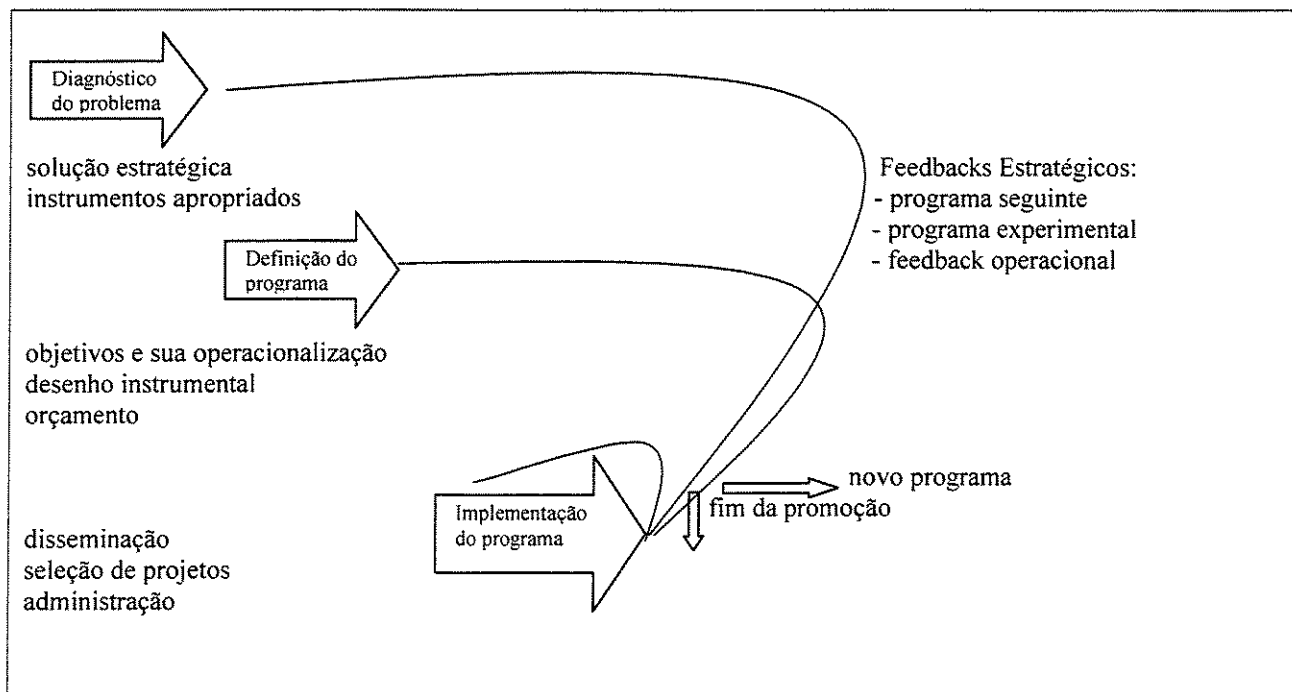 Diagnóstico
do problema
solução estratégica
instrumentos apropriados
Feedbacks Estratégicos:
- programa seguinte
- programa experimental
- feedback operacional
Definição do
programa
objetivos e sua operacionalização
desenho instrumental
orçamento
novo programa
fim da promoção
Implementação
do programa
disseminação
seleção de projetos
administração